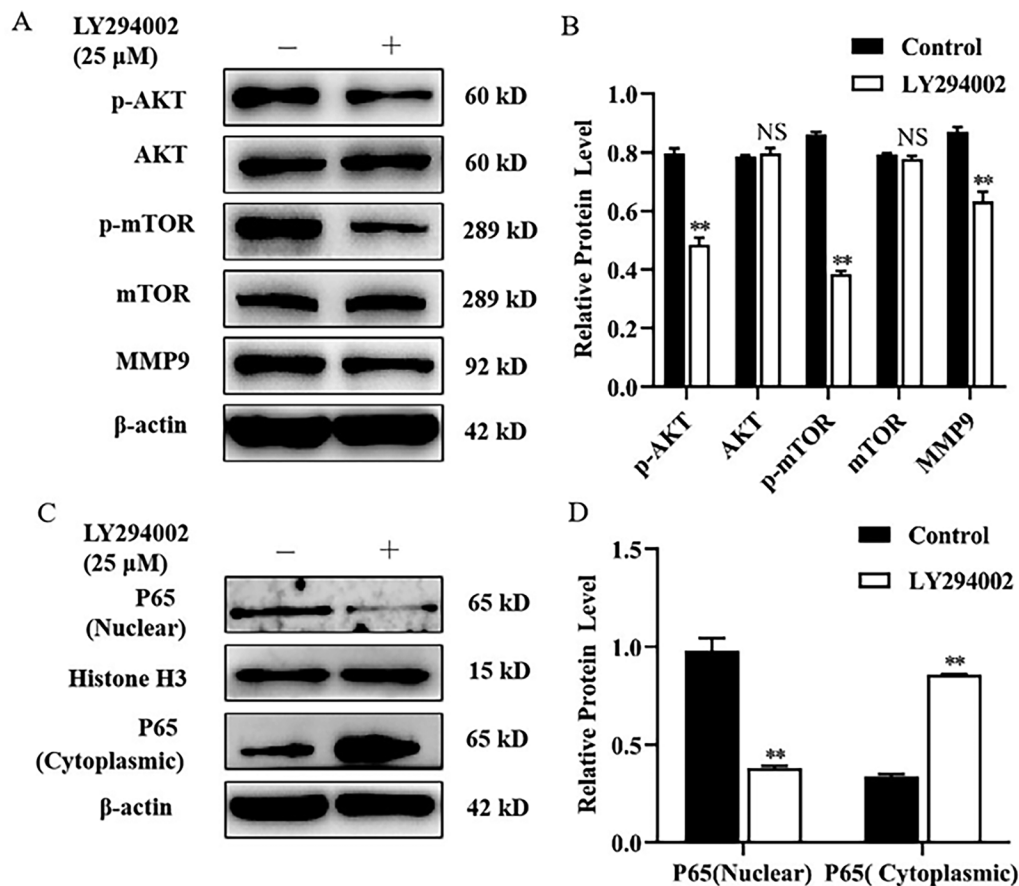 A
LY294002
(25 μM)
− +
p-AKT 60 kD
AKT 60 kD
p-mTOR 289 kD
mTOR 289 kD
MMP9 92 kD
β-actin 42 kD
B
Control
LY294002
Relative Protein Level
1.0
0.8
0.6
0.4
0.2
0.0
**
NS
**
NS
**
p-AKT
AKT
p-mTOR
mTOR
MMP9
C
LY294002
(25 μM)
− +
P65
(Nuclear)
65 kD
Histone H3 15 kD
P65
(Cytoplasmic)
65 kD
β-actin 42 kD
D
Control
LY294002
Relative Protein Level
1.5
1.0
0.5
0.0
**
**
P65(Nuclear) P65( Cytoplasmic)